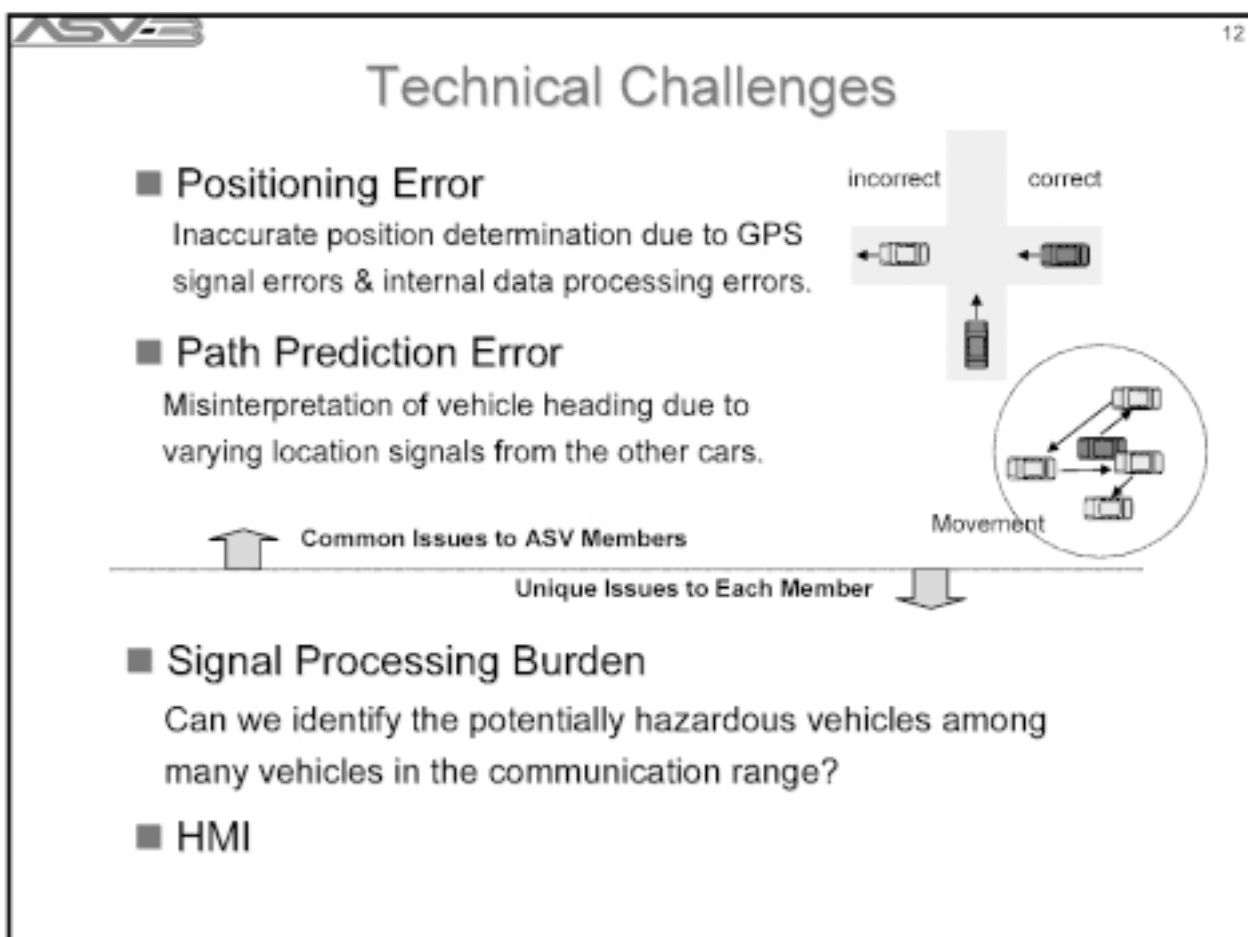 ASV-3
12
Technical Challenges
■ Positioning Error
incorrect
correct
Inaccurate position determination due to GPS
signal errors & internal data processing errors.
■ Path Prediction Error
Misinterpretation of vehicle heading due to
varying location signals from the other cars.
Movement
Common Issues to ASV Members
Unique Issues to Each Member
■ Signal Processing Burden
Can we identify the potentially hazardous vehicles among
many vehicles in the communication range?
■ HMI